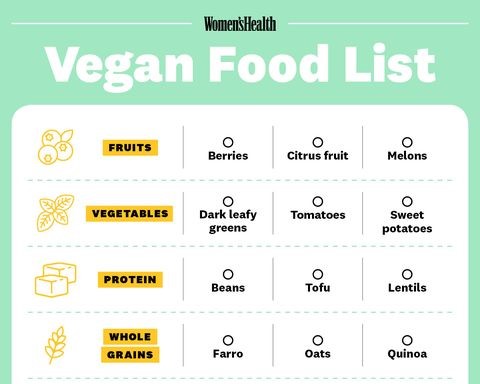 Women'sHealth
Vegan Food List
FRUITS
Berries
Citrus fruit
Melons
VEGETABLES
Dark leafy
greens
Tomatoes
Sweet
potatoes
PROTEIN
Beans
Tofu
Lentils
WHOLE
GRAINS
Farro
Oats
Quinoa